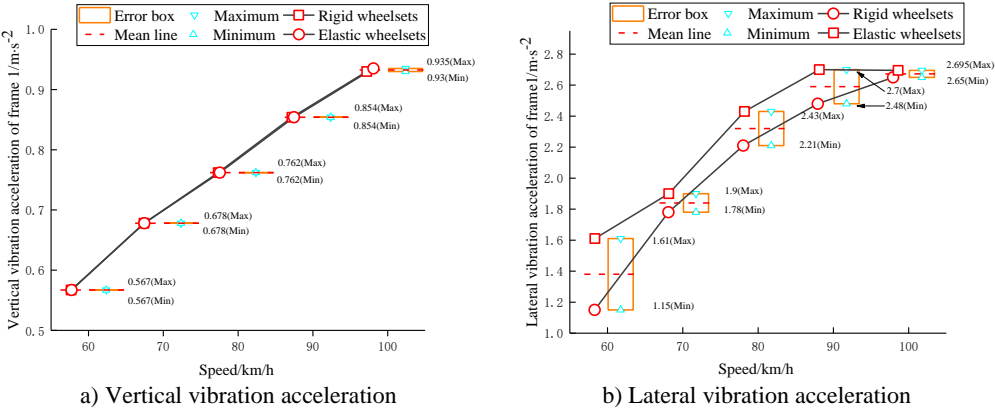 Error box Maximum Rigid wheelsets
Mean line Minimum Elastic wheelsets
Vertical vibration acceleration of frame 1/m·s-2
1.0
0.9
0.8
0.7
0.6
0.5
0.935(Max)
0.93(Min)
0.854(Max)
0.854(Min)
0.762(Max)
0.762(Min)
0.678(Max)
0.678(Min)
0.567(Max)
0.567(Min)
60 70 80 90 100
Speed/km/h
a) Vertical vibration acceleration
Error box Maximum Rigid wheelsets
Mean line Minimum Elastic wheelsets
Lateral vibration acceleration of frame1/m·s-2
2.8
2.6
2.4
2.2
2.0
1.8
1.6
1.4
1.2
1.0
2.695(Max)
2.65(Min)
2.7(Max)
2.48(Min)
2.43(Max)
2.21(Min)
1.9(Max)
1.78(Min)
1.61(Max)
1.15(Min)
60 70 80 90 100
Speed/km/h
b) Lateral vibration acceleration